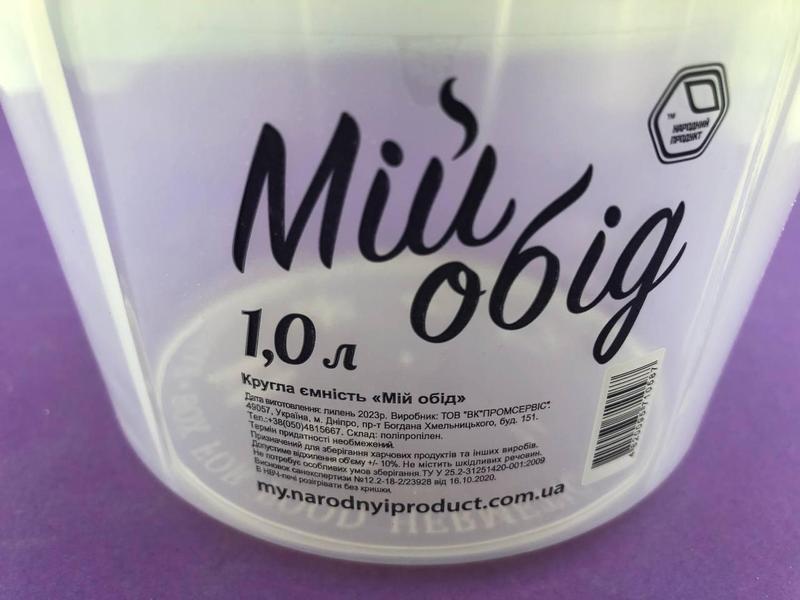 Мій
обід
™
НАРОДНИЙ
ПРОДУКТ
1,0 л
Кругла ємність «Мій обід»
Дата виготовлення: липень 2023р. Виробник: ТОВ "ВК"ПРОМСЕРВІС".
49057, Україна, м. Дніпро, пр-т Богдана Хмельницького, буд. 151.
Тел.:+38(050)4815667. Склад: поліпропілен.
Термін придатності необмежений.
Призначений для зберігання харчових продуктів та інших виробів.
Допустиме відхилення об'єму +/- 10%. Не містить шкідливих речовин.
Не потребує особливих умов зберігання. ТУ У 25.2-31251420-001:2009
Висновок санекспертизи №12.2-18-2/23928 від 16.10.2020.
В НВЧ-печі розігрівати без кришки.
my.narodnyiproduct.com.ua